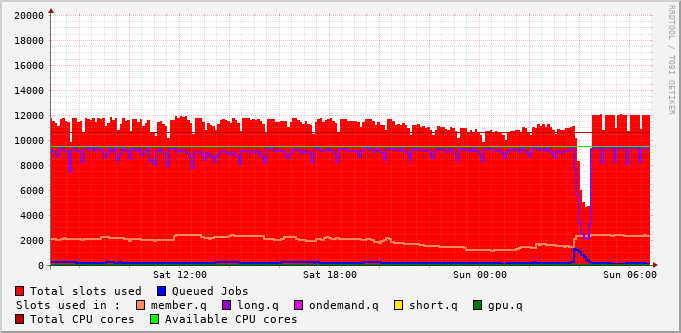 20000
18000
16000
14000
12000
10000
8000
6000
4000
2000
0
Sat 12:00 Sat 18:00 Sun 00:00 Sun 06:00
RRDTOOL / TOBI OETIKER
Total slots used Queued Jobs
Slots used in : member.q long.q ondemand.q short.q gpu.q
Total CPU cores Available CPU cores